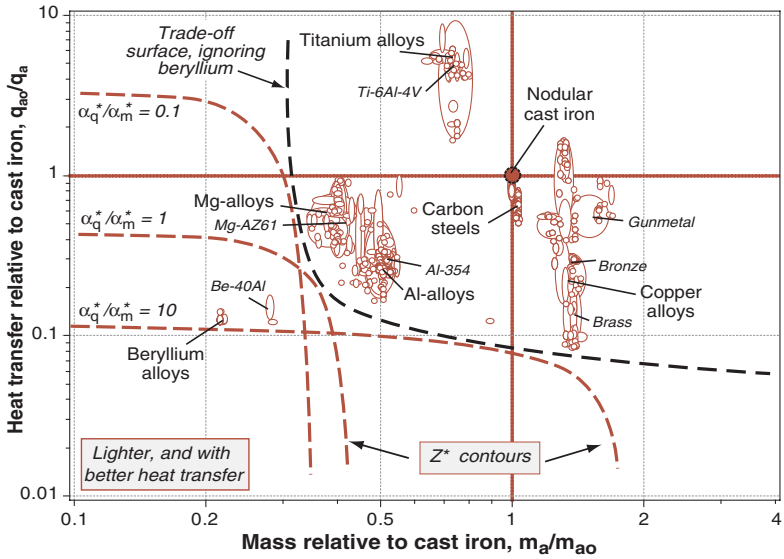 Heat transfer relative to cast iron, qao/qa
10
1
0.1
0.01
Trade-off
surface, ignoring
beryllium
Titanium alloys
Ti-6Al-4V
Nodular
cast iron
αq*/αm* = 0.1
Mg-alloys
Mg-AZ61
Carbon
steels
Gunmetal
αq*/αm* = 1
Al-354
Al-alloys
Bronze
Copper
alloys
Be-40Al
αq*/αm* = 10
Brass
Beryllium
alloys
Lighter, and with
better heat transfer
Z* contours
0.1
0.2
0.5
1
2
4
Mass relative to cast iron, ma/mao